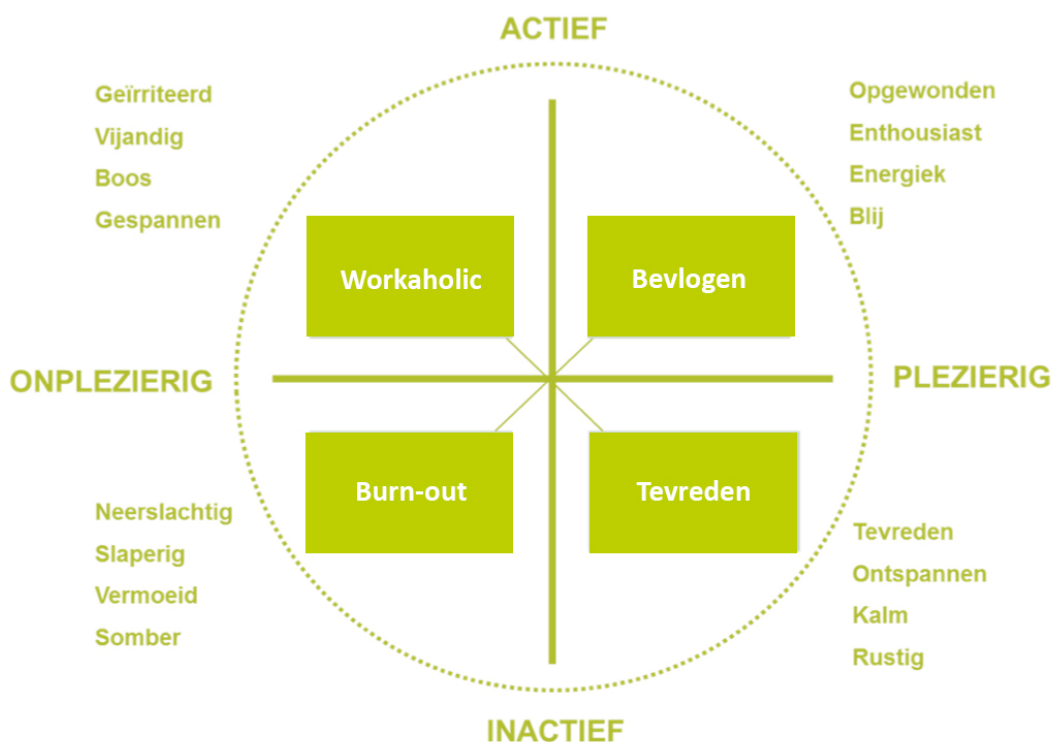 ACTIEF
Geïrriteerd
Vijandig
Boos
Gespannen
Opgewonden
Enthousiast
Energiek
Blij
Workaholic
Bevlogen
ONPLEZIERIG
PLEZIERIG
Burn-out
Tevreden
Neerslachtig
Slaperig
Vermoeid
Somber
Tevreden
Ontspannen
Kalm
Rustig
INACTIEF